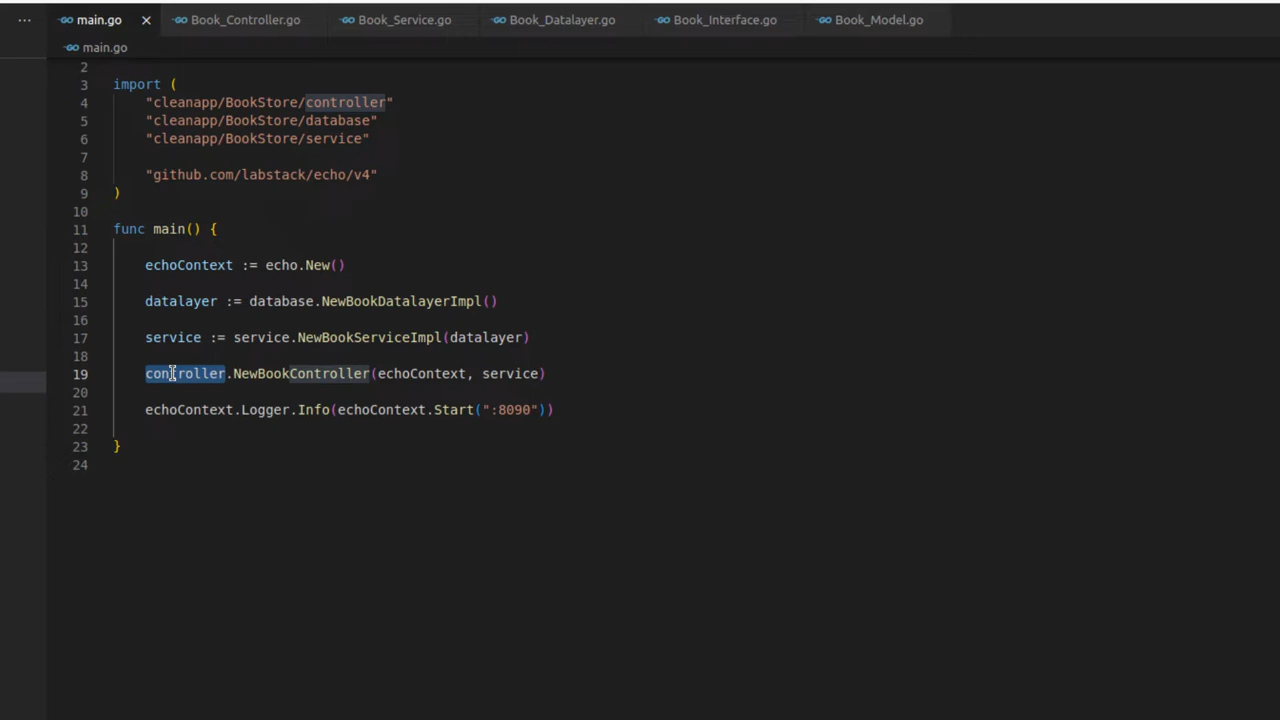 ... main.go × Book_Controller.go Book_Service.go Book_Datalayer.go Book_Interface.go Book_Model.go
main.go
2
3 import (
4 "cleanapp/BookStore/controller"
5 "cleanapp/BookStore/database"
6 "cleanapp/BookStore/service"
7
8 "github.com/labstack/echo/v4"
9 )
10
11 func main() {
12
13 echoContext := echo.New()
14
15 datalayer := database.NewBookDatalayerImpl()
16
17 service := service.NewBookServiceImpl(datalayer)
18
19 controller.NewBookController(echoContext, service)
20
21 echoContext.Logger.Info(echoContext.Start(":8090"))
22
23 }
24